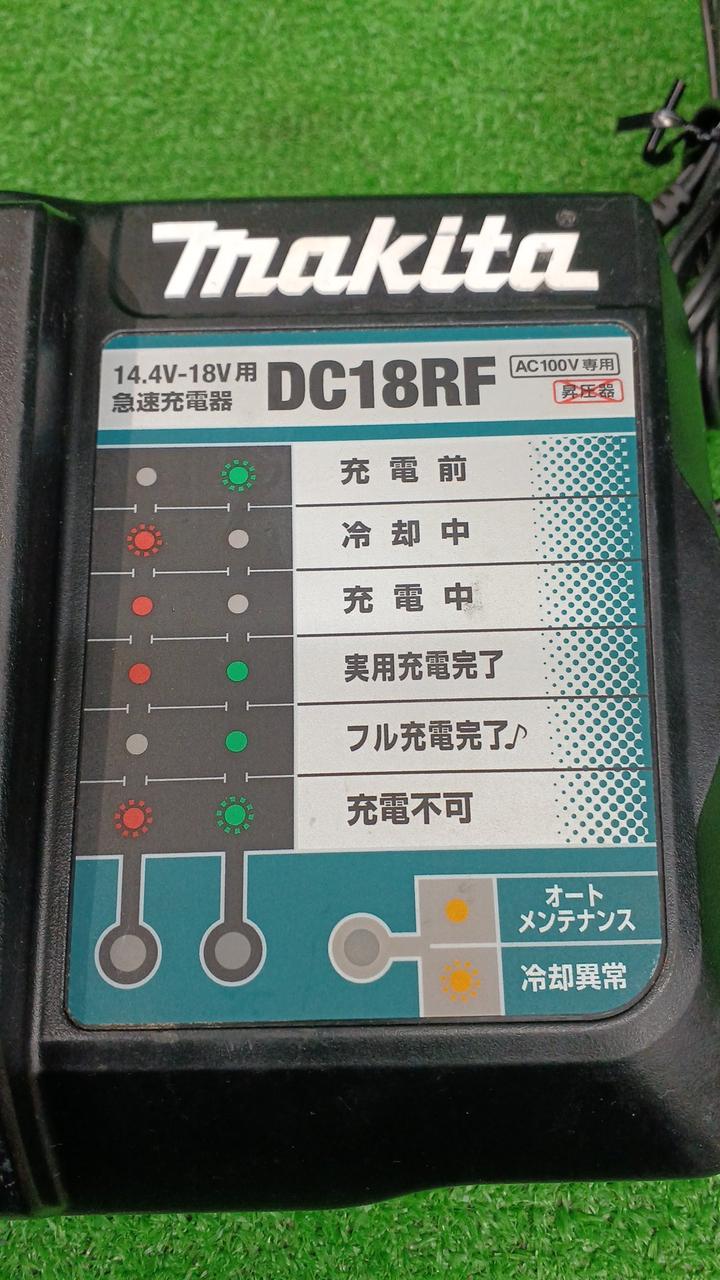 makita®
14.4V-18V用
急速充電器
DC18RF
AC100V専用
昇圧器
充電前
冷却中
充電中
実用充電完了
フル充電完了♪
充電不可
オート
メンテナンス
冷却異常